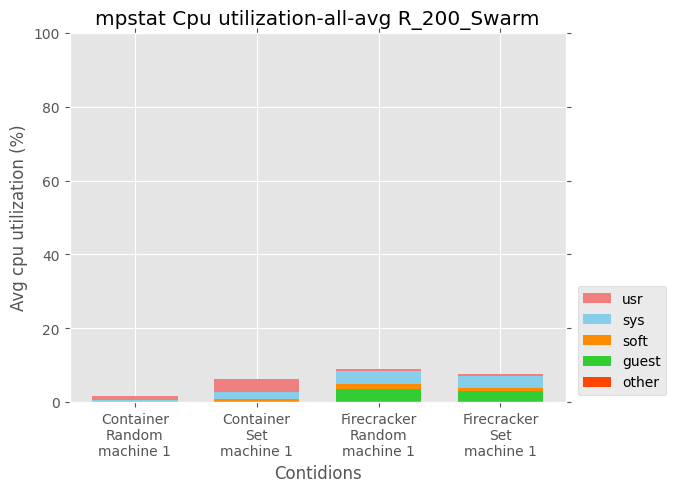 mpstat Cpu utilization-all-avg R_200_Swarm
Avg cpu utilization (%)
100
80
60
40
20
0
usr
sys
soft
guest
other
Container
Random
machine 1
Container
Set
machine 1
Firecracker
Random
machine 1
Firecracker
Set
machine 1
Contidions